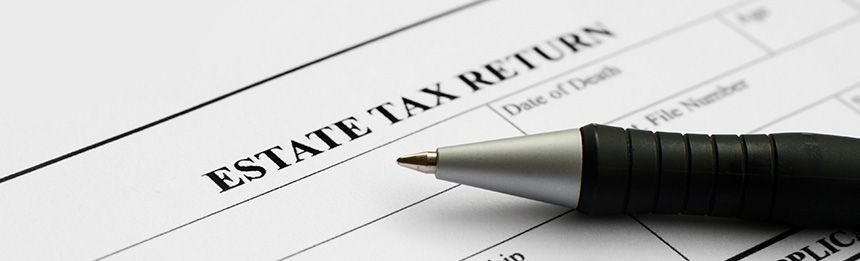 ESTATE TAX RETURN
Age
Date of Death
File Number